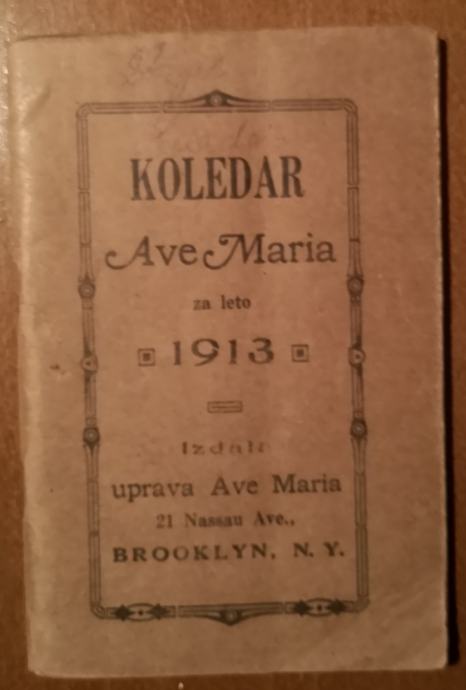 KOLEDAR
Ave Maria
za leto
1913
Izdala
uprava Ave Maria
21 Nassau Ave.,
BROOKLYN, N. Y.